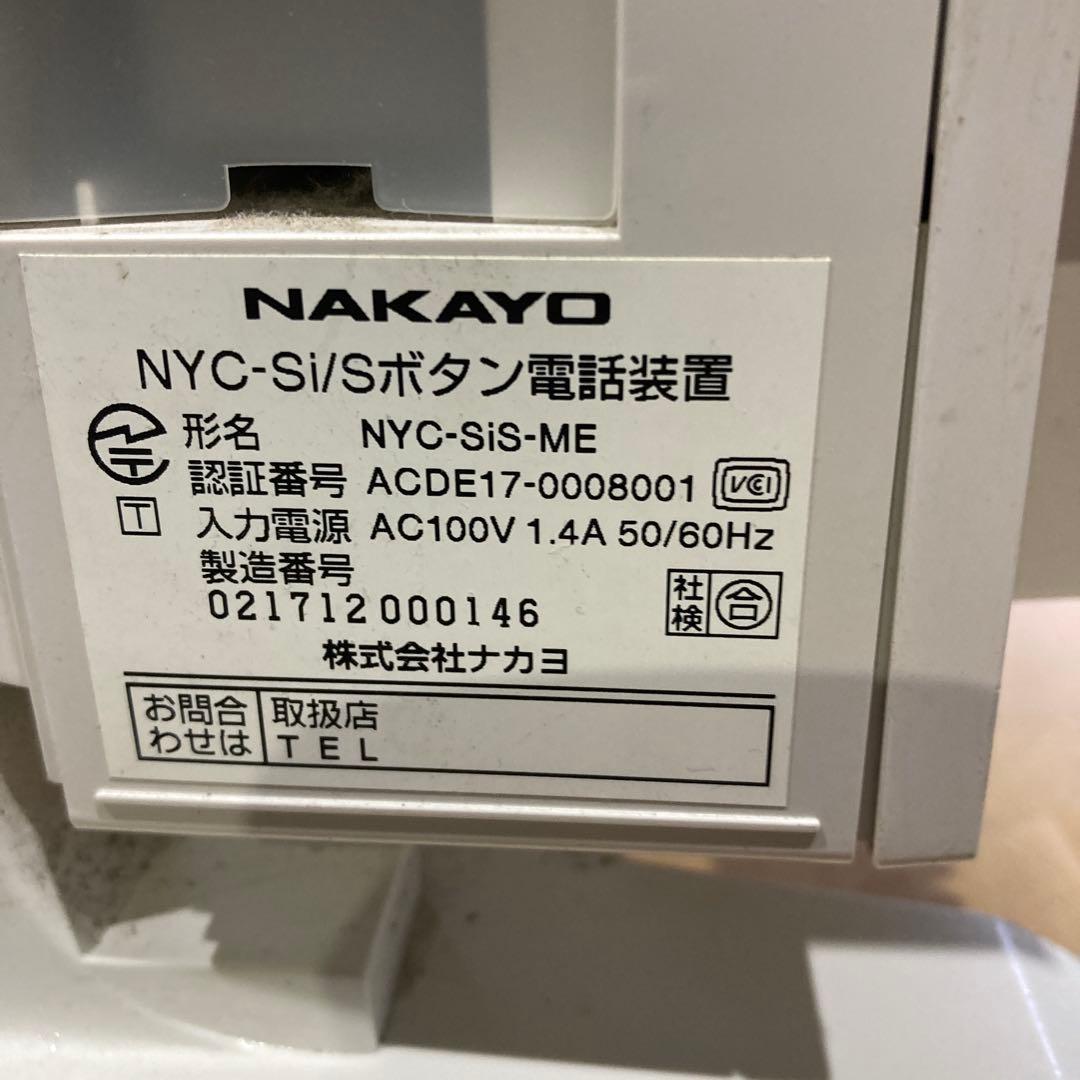 NAKAYO
NYC-Si/Sボタン電話装置
形名 NYC-SiS-ME
認証番号 ACDE17-0008001 VCCI
T 入力電源 AC100V 1.4A 50/60Hz
製造番号
021712000146
社検 合
株式会社ナカヨ
お問合わせは 取扱店
TEL